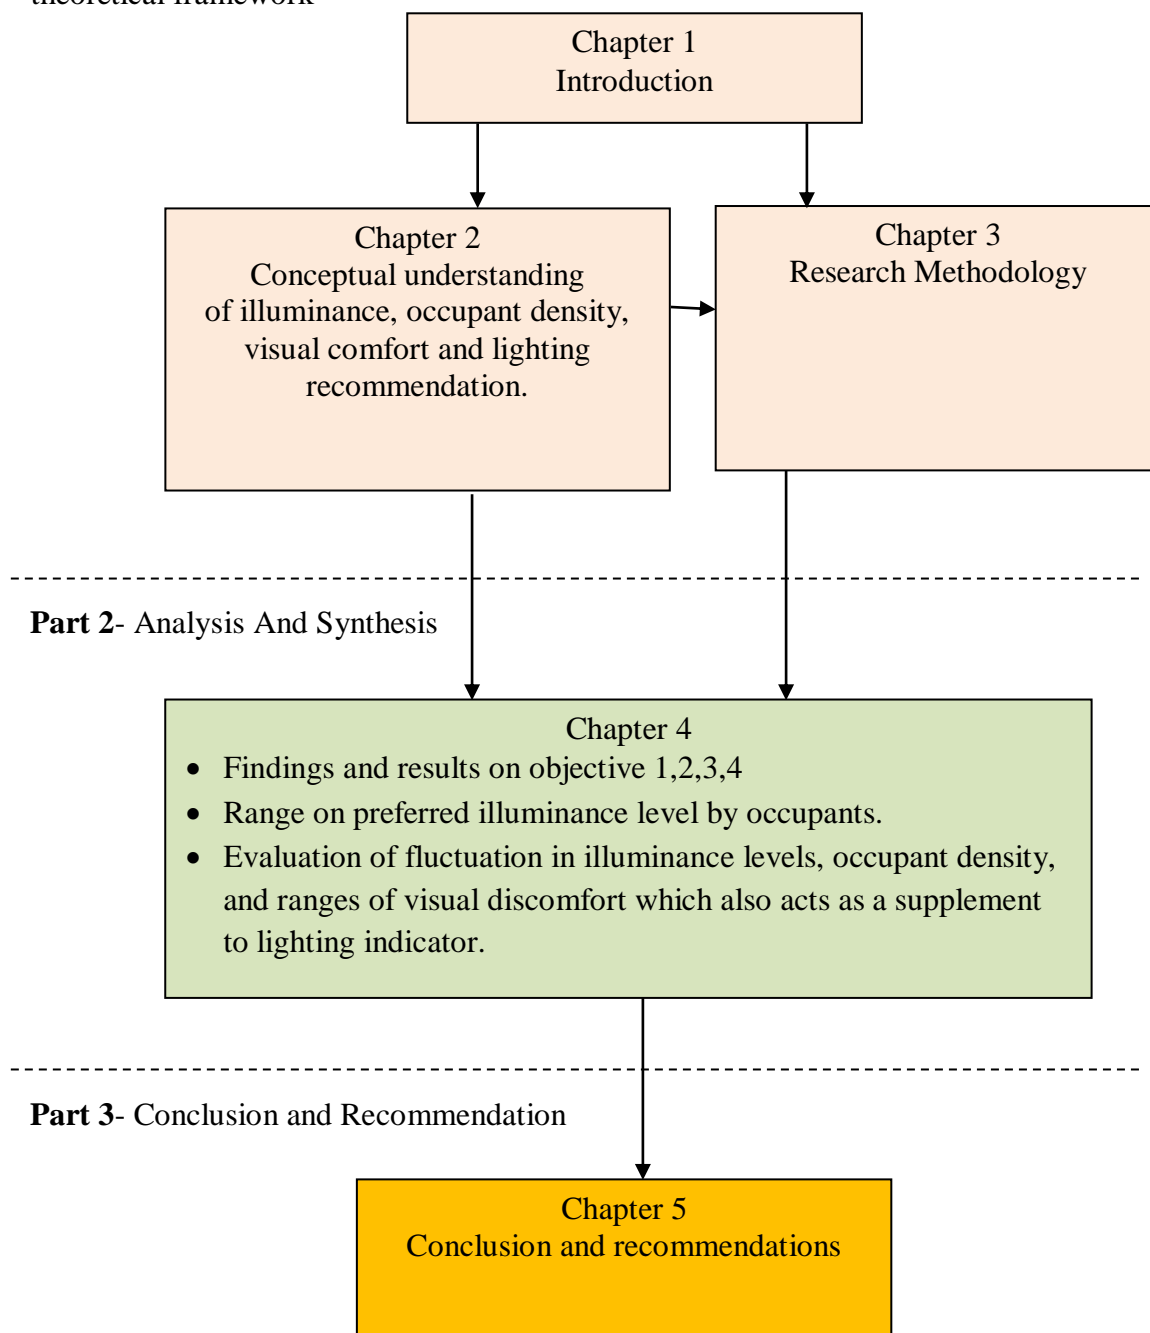 theoretical framework
Chapter 1
Introduction
Chapter 2
Conceptual understanding
of illuminance, occupant density,
visual comfort and lighting
recommendation.
Chapter 3
Research Methodology
Part 2- Analysis And Synthesis
Chapter 4
• Findings and results on objective 1,2,3,4
• Range on preferred illuminance level by occupants.
• Evaluation of fluctuation in illuminance levels, occupant density,
and ranges of visual discomfort which also acts as a supplement
to lighting indicator.
Part 3- Conclusion and Recommendation
Chapter 5
Conclusion and recommendations